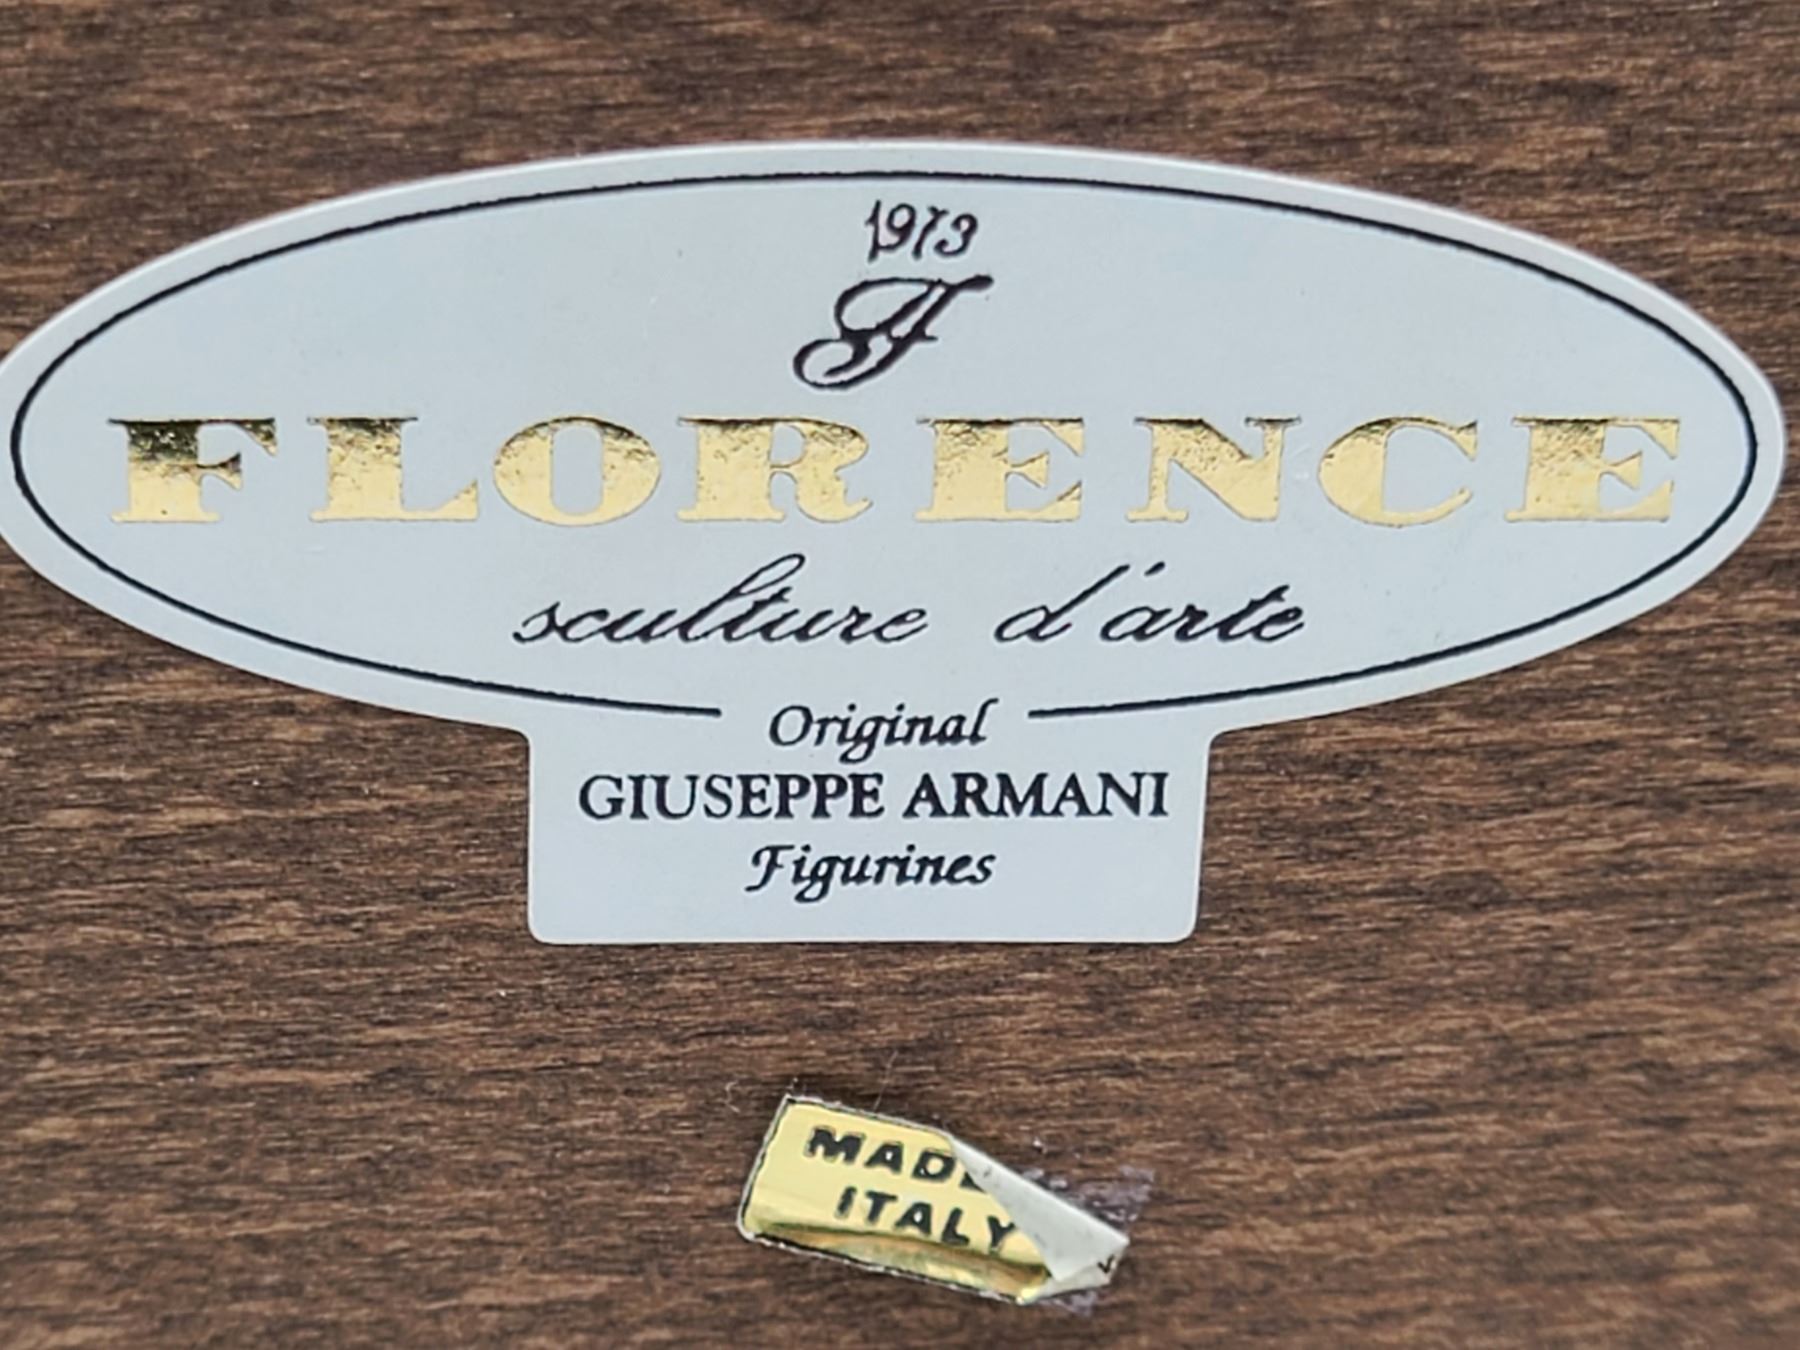 1973
F
FLORENCE
sculture d'arte
Original
GIUSEPPE ARMANI
Figurines
MADE
ITALY